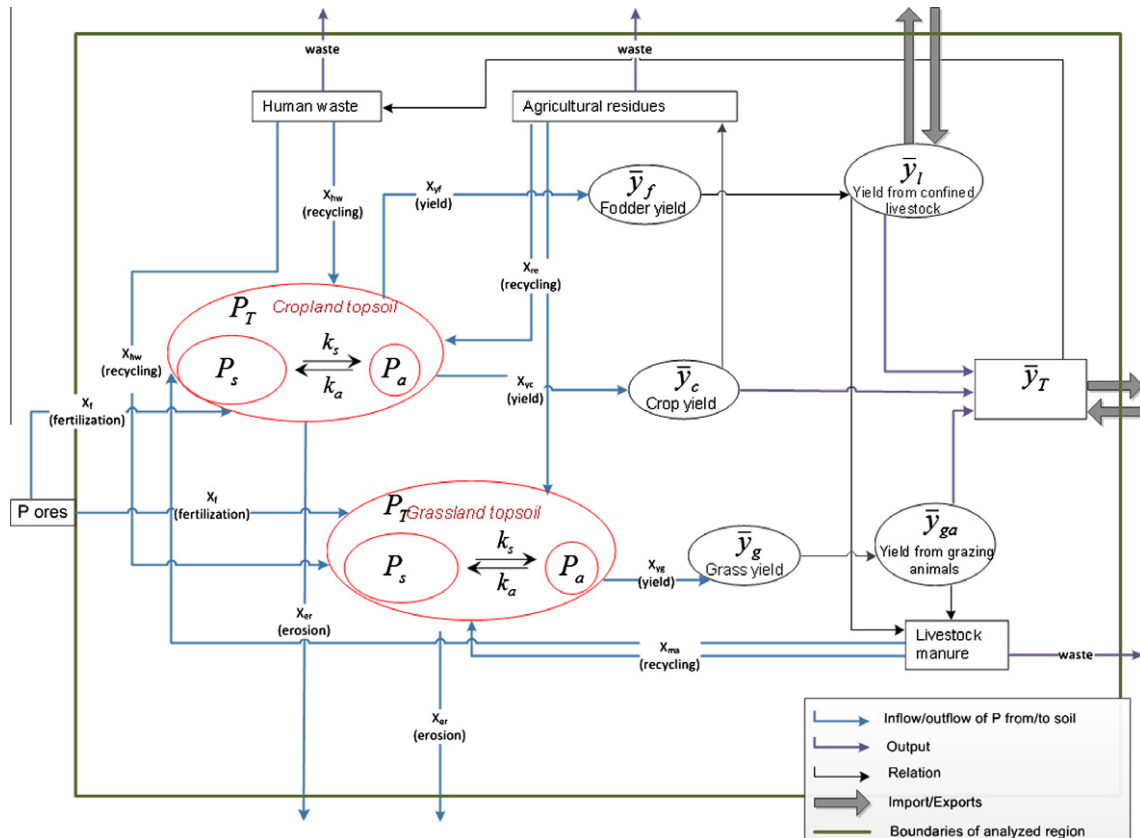 waste
waste
Human waste
Agricultural residues
X_hw
(recycling)
X_yf
(yield)
ȳ_f
Fodder yield
ȳ_l
Yield from confined
livestock
X_re
(recycling)
P_T
Cropland topsoil
k_s
P_s
P_a
k_a
X_hw
(recycling)
X_yc
(yield)
ȳ_c
Crop yield
ȳ_T
X_f
(fertilization)
P ores
X_f
(fertilization)
P_T
Grassland topsoil
k_s
P_s
P_a
k_a
X_yg
(yield)
ȳ_g
Grass yield
ȳ_ga
Yield from grazing
animals
X_er
(erosion)
X_ma
(recycling)
Livestock
manure
waste
X_er
(erosion)
Inflow/outflow of P from/to soil
Output
Relation
Import/Exports
Boundaries of analyzed region